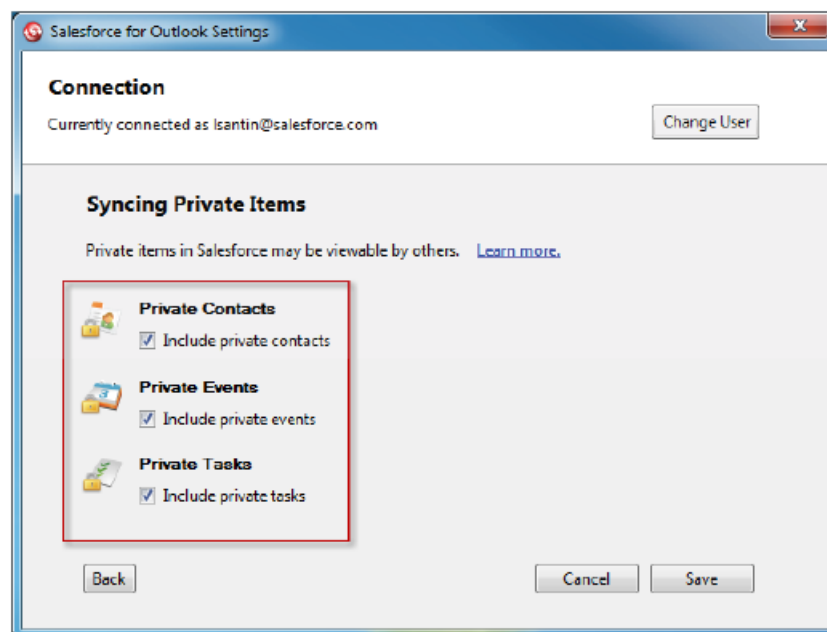 Salesforce for Outlook Settings
Connection
Currently connected as lsantin@salesforce.com
Change User
Syncing Private Items
Private items in Salesforce may be viewable by others. Learn more.
Private Contacts
Include private contacts
Private Events
Include private events
Private Tasks
Include private tasks
Back
Cancel
Save